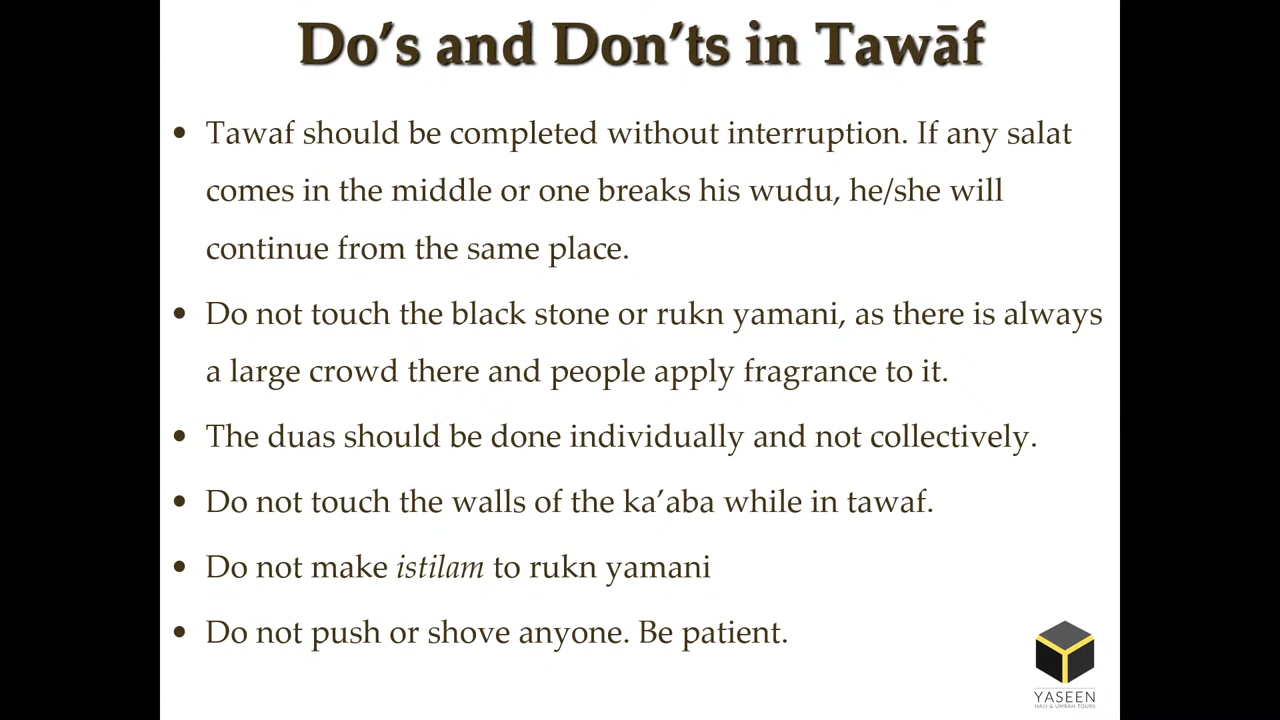 Do’s and Don’ts in Tawāf
• Tawaf should be completed without interruption. If any salat
comes in the middle or one breaks his wudu, he/she will
continue from the same place.
• Do not touch the black stone or rukn yamani, as there is always
a large crowd there and people apply fragrance to it.
• The duas should be done individually and not collectively.
• Do not touch the walls of the ka’aba while in tawaf.
• Do not make istilam to rukn yamani
• Do not push or shove anyone. Be patient.
YASEEN
HAJJ & UMRAH TOURS